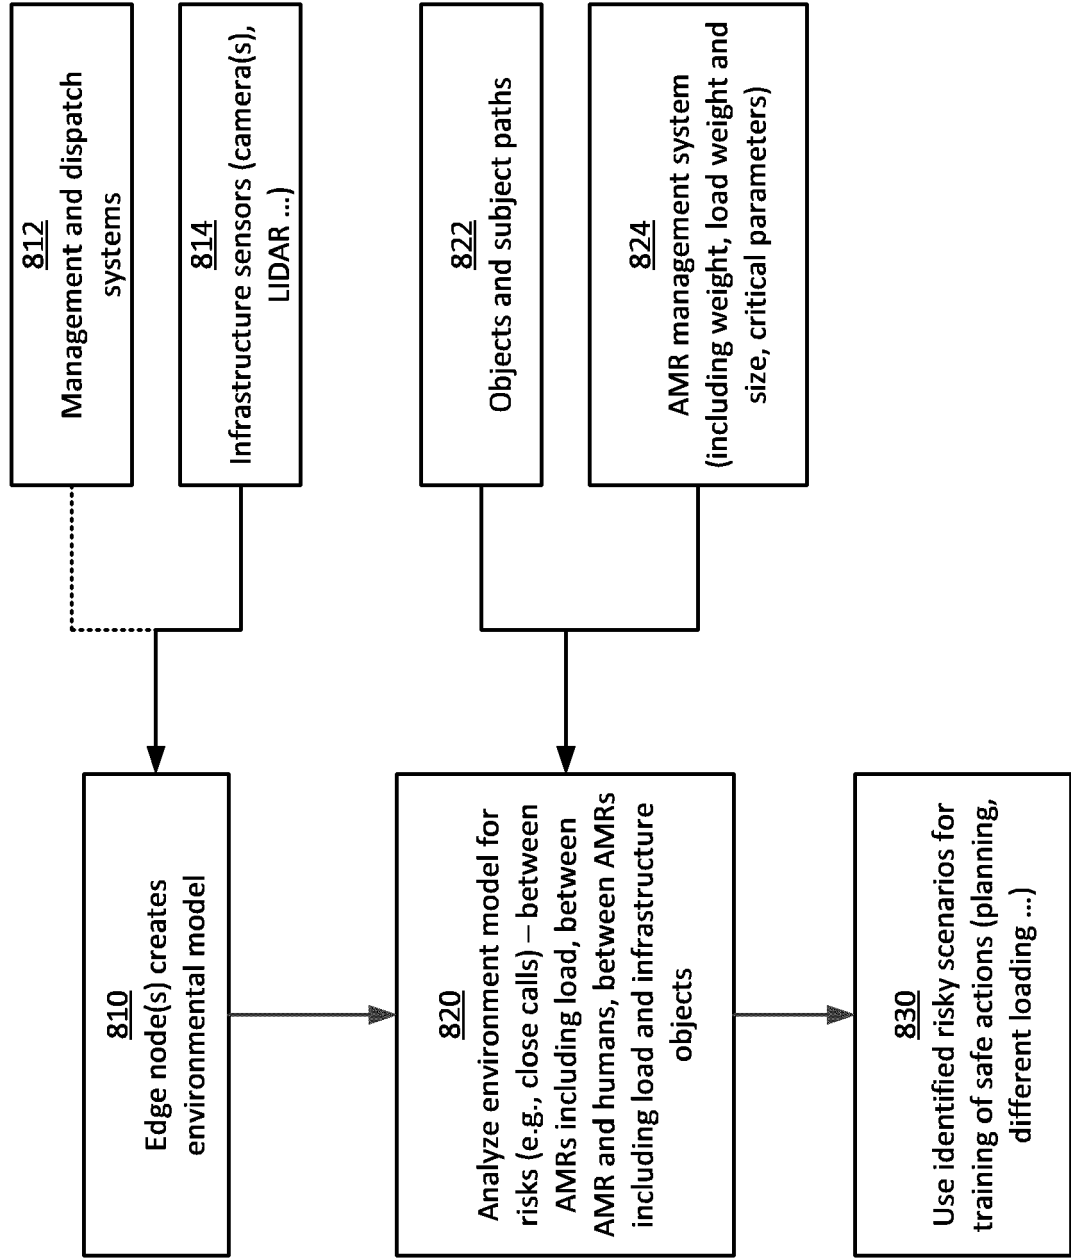 810
Edge node(s) creates
environmental model
812
Management and dispatch
systems
814
Infrastructure sensors (camera(s),
LIDAR ...)
820
Analyze environment model for
risks (e.g., close calls) – between
AMRs including load, between
AMR and humans, between AMRs
including load and infrastructure
objects
822
Objects and subject paths
824
AMR management system
(including weight, load weight and
size, critical parameters)
830
Use identified risky scenarios for
training of safe actions (planning,
different loading ...)